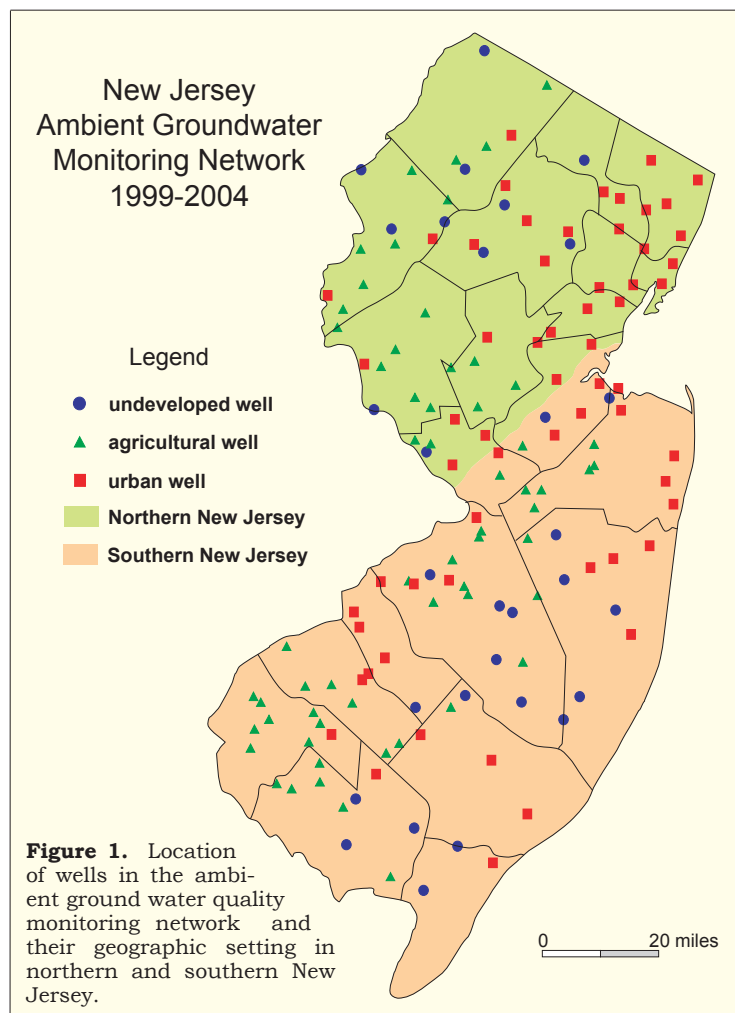 New Jersey
Ambient Groundwater
Monitoring Network
1999-2004
Legend
undeveloped well
agricultural well
urban well
Northern New Jersey
Southern New Jersey
Figure 1. Location
of wells in the ambi-
ent ground water quality
monitoring network and
their geographic setting in
northern and southern New
Jersey.
0 20 miles